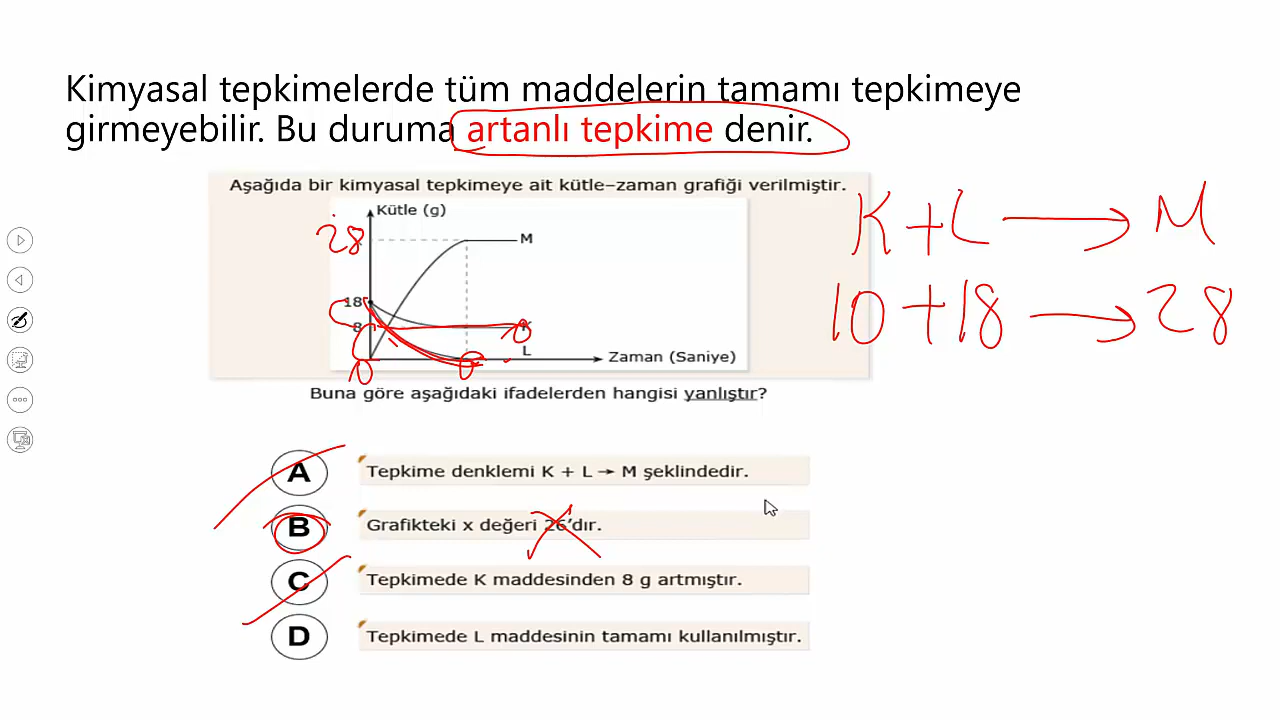 Kimyasal tepkimelerde tüm maddelerin tamamı tepkimeye
girmeyebilir. Bu duruma artanlı tepkime denir.
Aşağıda bir kimyasal tepkimeye ait kütle–zaman grafiği verilmiştir.
Kütle (g)
28
M
18
8
L
0
10
Zaman (Saniye)
K + L → M
10 + 18 → 28
Buna göre aşağıdaki ifadelerden hangisi yanlıştır?
A Tepkime denklemi K + L → M şeklindedir.
B Grafikteki x değeri 26'dır.
C Tepkimede K maddesinden 8 g artmıştır.
D Tepkimede L maddesinin tamamı kullanılmıştır.